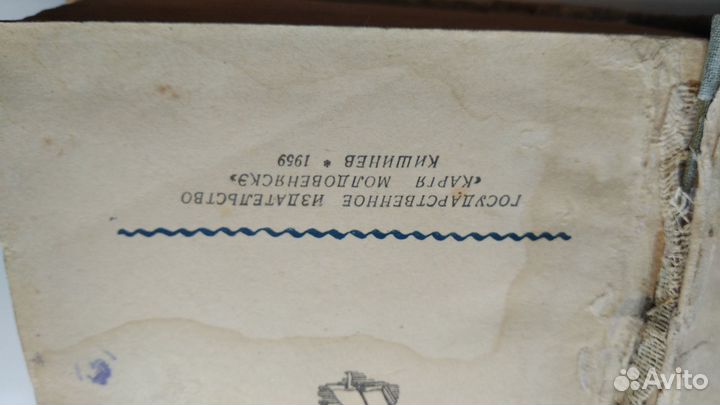 ГОСУДАРСТВЕННОЕ ИЗДАТЕЛЬСТВО
«КАРТЯ МОЛДОВЕНЯСКЭ»
КИШИНЕВ * 1959
Avito